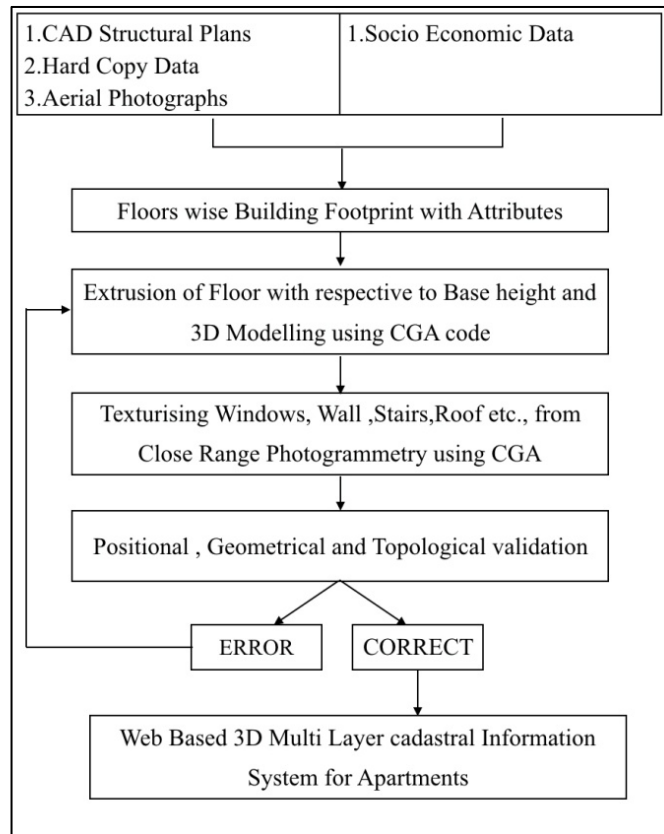 1.CAD Structural Plans
2.Hard Copy Data
3.Aerial Photographs
1.Socio Economic Data
Floors wise Building Footprint with Attributes
Extrusion of Floor with respective to Base height and
3D Modelling using CGA code
Texturising Windows, Wall ,Stairs,Roof etc., from
Close Range Photogrammetry using CGA
Positional , Geometrical and Topological validation
ERROR
CORRECT
Web Based 3D Multi Layer cadastral Information
System for Apartments